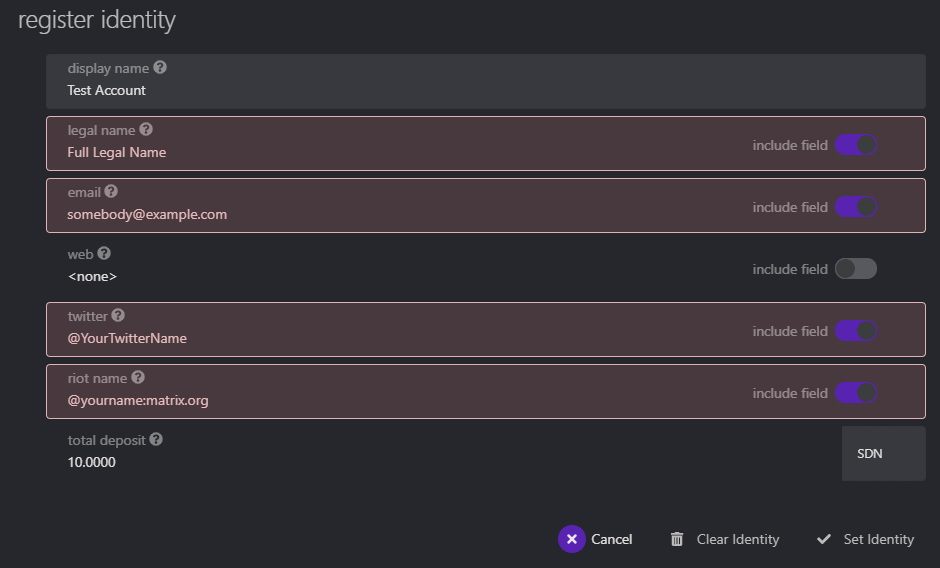 register identity
display name
Test Account
legal name
Full Legal Name
include field
email
somebody@example.com
include field
web
<none>
include field
twitter
@YourTwitterName
include field
riot name
@yourname:matrix.org
include field
total deposit
10.0000
SDN
Cancel
Clear Identity
Set Identity